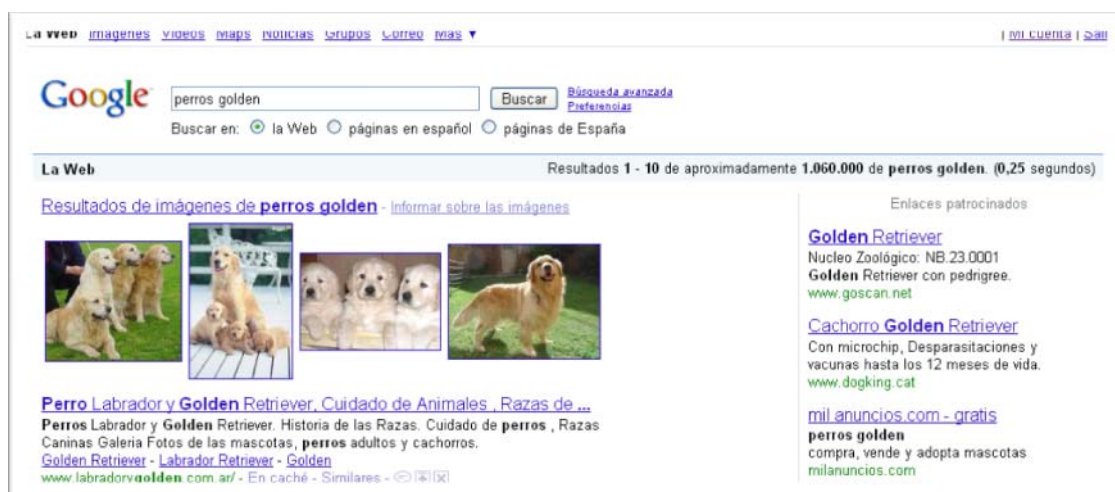 La Web Imágenes Vídeos Maps Noticias Grupos Correo Más ▼
| Mi cuenta | Salir
Google
perros golden
Buscar
Búsqueda avanzada
Preferencias
Buscar en: la Web páginas en español páginas de España
La Web
Resultados 1 - 10 de aproximadamente 1.060.000 de perros golden. (0,25 segundos)
Resultados de imágenes de perros golden - Informar sobre las imágenes
Perro Labrador y Golden Retriever, Cuidado de Animales , Razas de ...
Perros Labrador y Golden Retriever. Historia de las Razas. Cuidado de perros , Razas
Caninas Galeria Fotos de las mascotas, perros adultos y cachorros.
Golden Retriever - Labrador Retriever - Golden
www.labradorygolden.com.ar/ - En caché - Similares -
Enlaces patrocinados
Golden Retriever
Nucleo Zoológico: NB.23.0001
Golden Retriever con pedrigree.
www.goscan.net
Cachorro Golden Retriever
Con microchip, Desparasitaciones y
vacunas hasta los 12 meses de vida.
www.dogking.cat
mil anuncios.com - gratis
perros golden
compra, vende y adopta mascotas
milanuncios.com